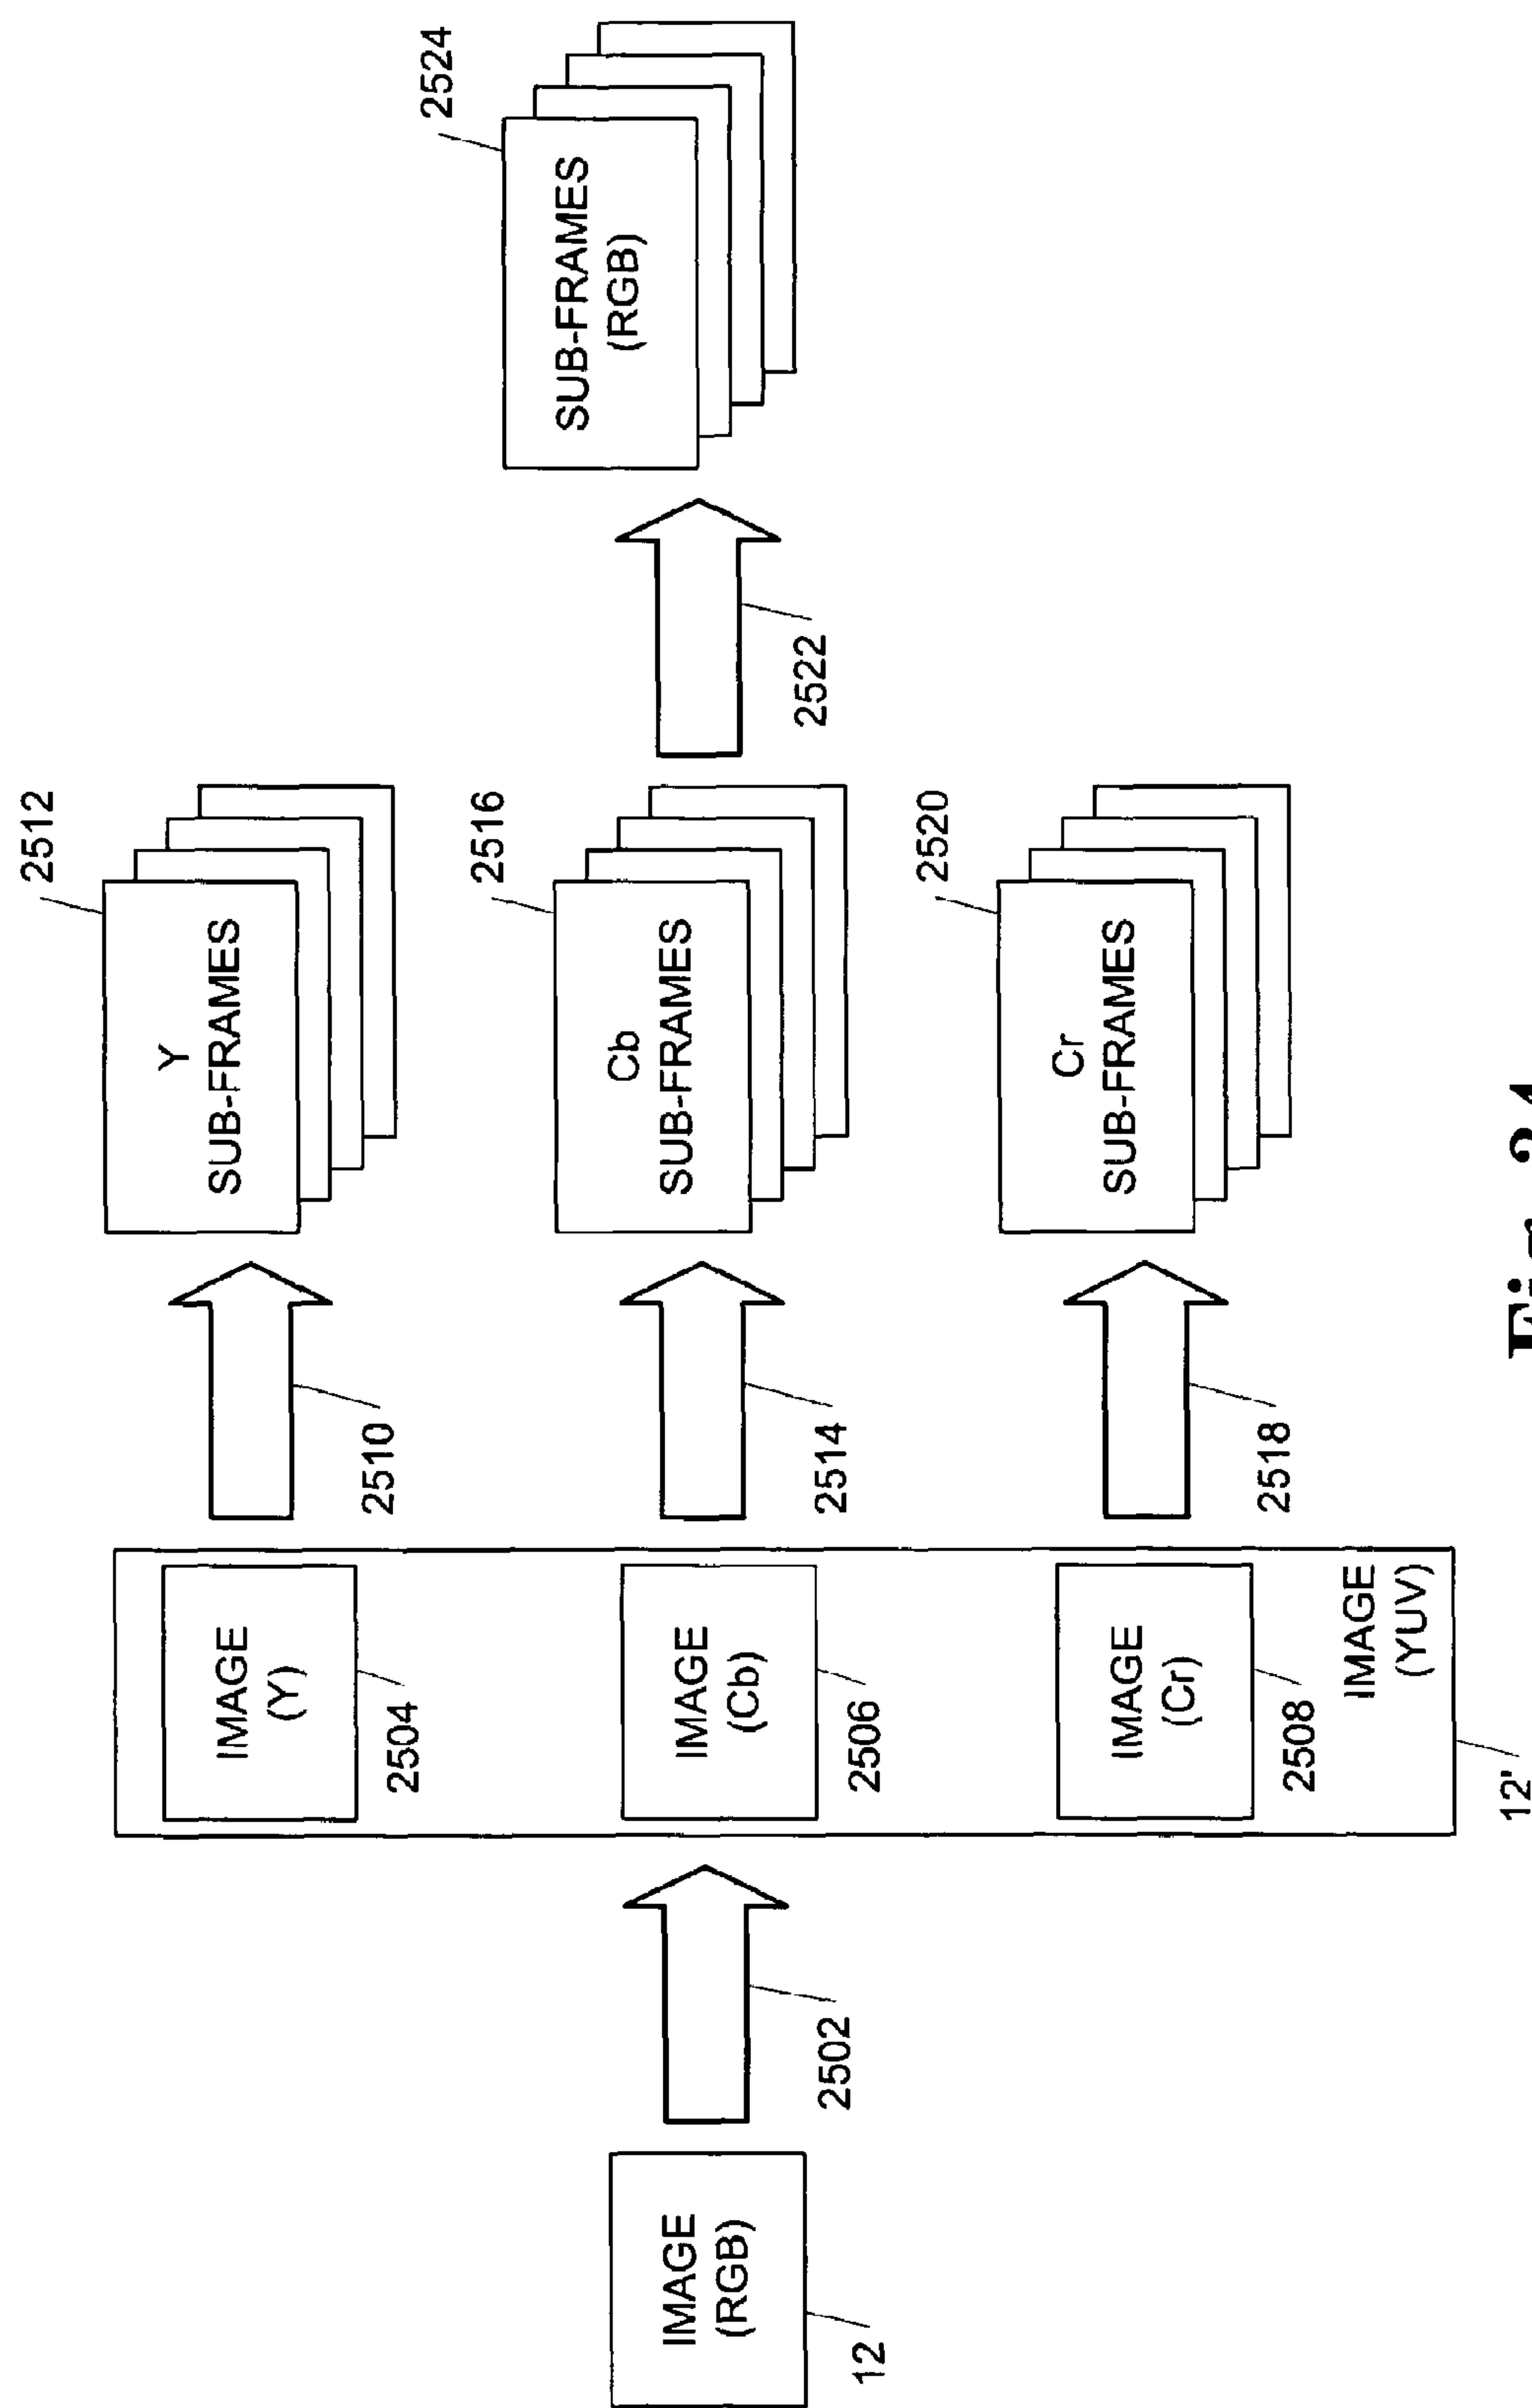 IMAGE
(RGB)
12
2502
IMAGE
(Y)
2504
IMAGE
(Cb)
2506
IMAGE
(Cr)
2508
IMAGE
(YUV)
12'
2510
2514
2518
Y
SUB-FRAMES
2512
Cb
SUB-FRAMES
2516
Cr
SUB-FRAMES
2520
2522
SUB-FRAMES
(RGB)
2524